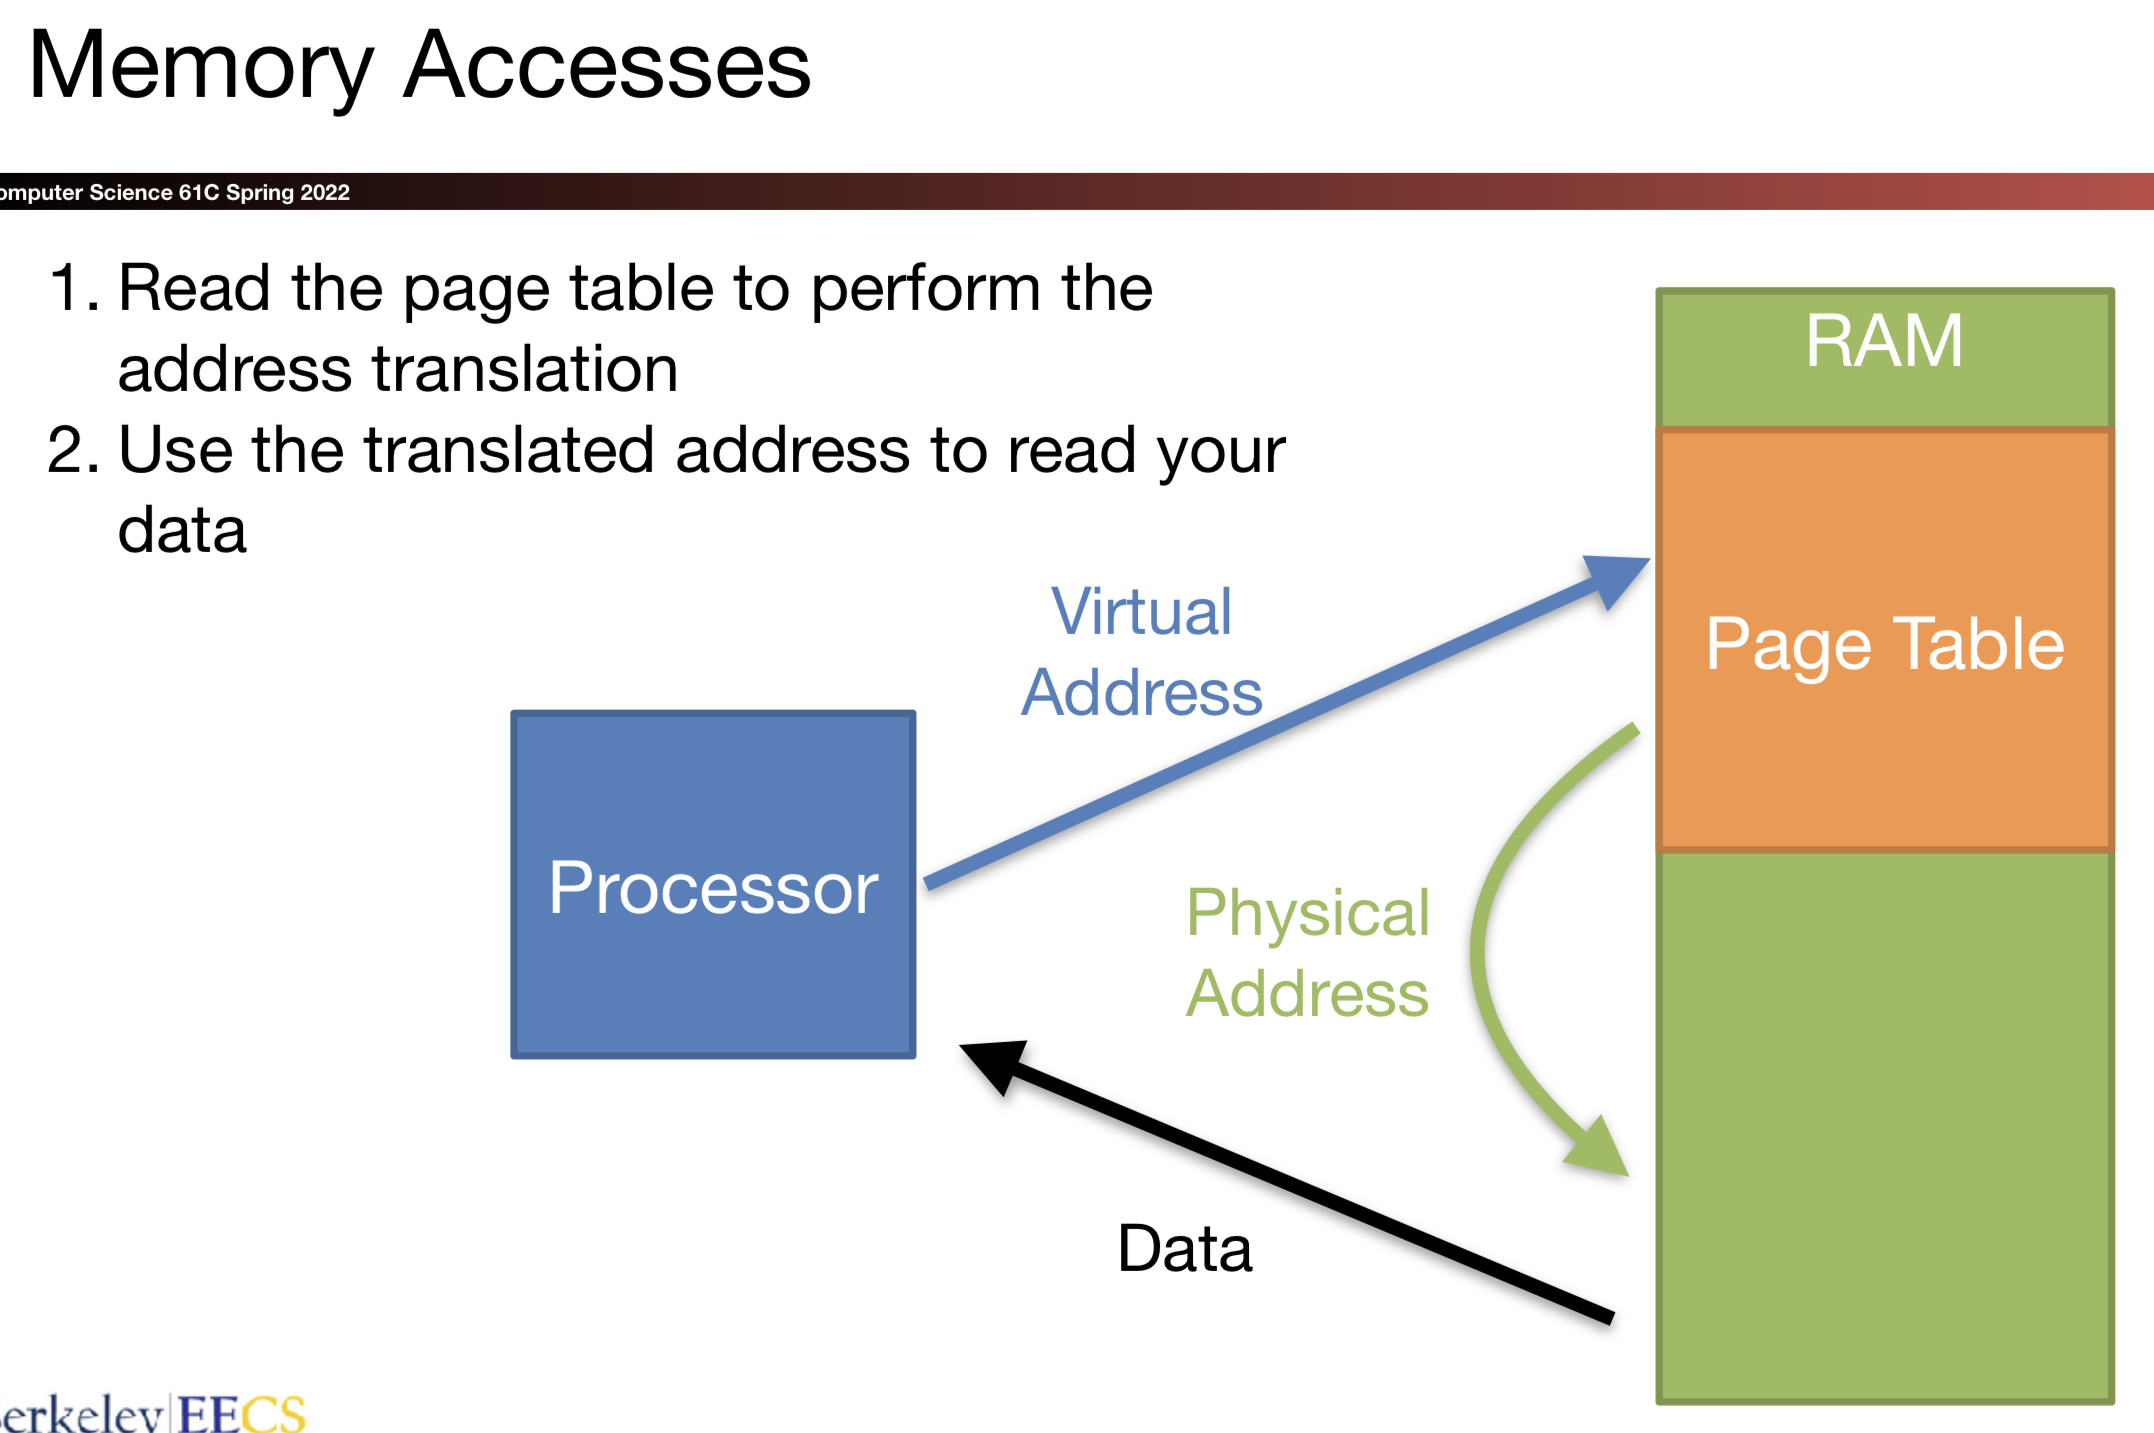 Memory Accesses
omputer Science 61C Spring 2022
1. Read the page table to perform the
address translation
2. Use the translated address to read your
data
RAM
Virtual
Address
Page Table
Processor
Physical
Address
Data
erkeley EECS